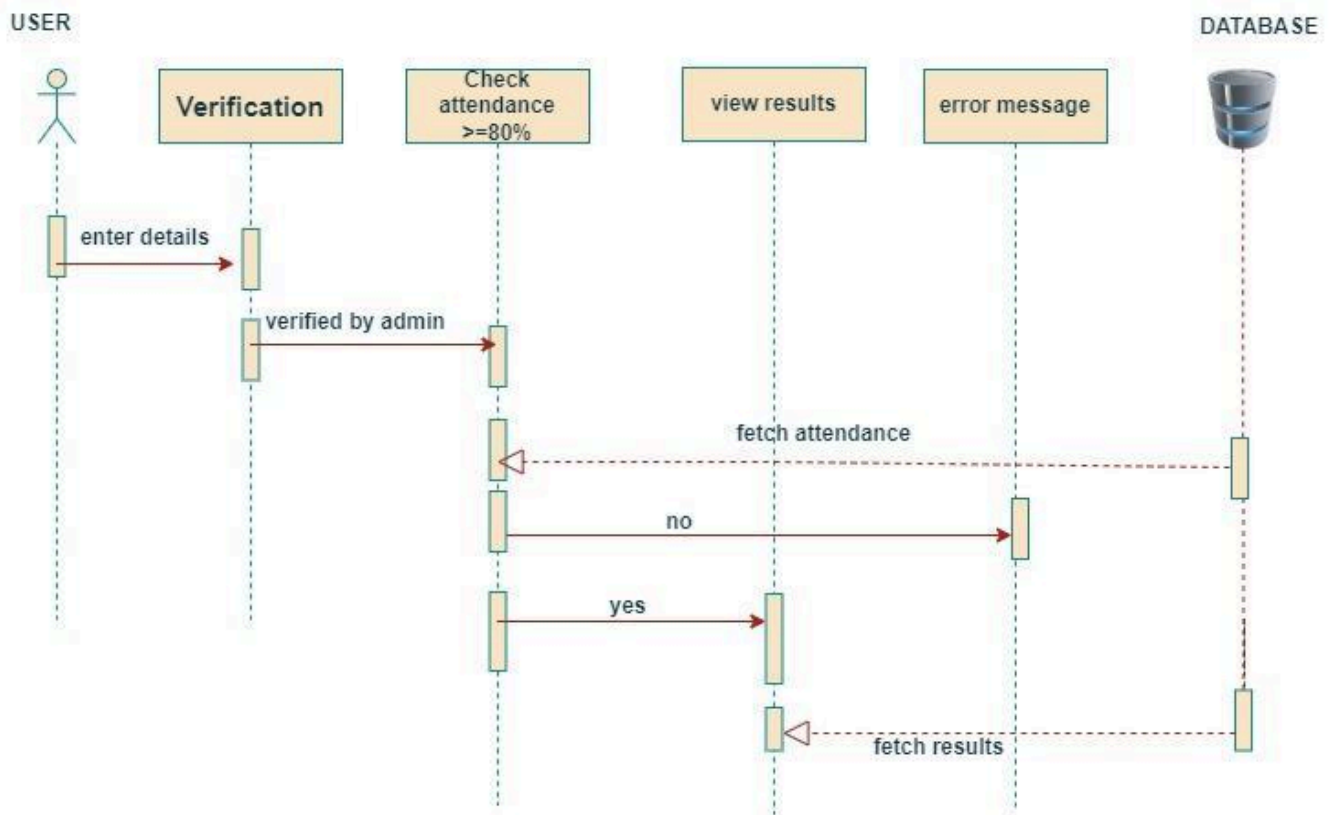 USER
DATABASE
Verification
Check
attendance
>=80%
view results
error message
enter details
verified by admin
fetch attendance
no
yes
fetch results